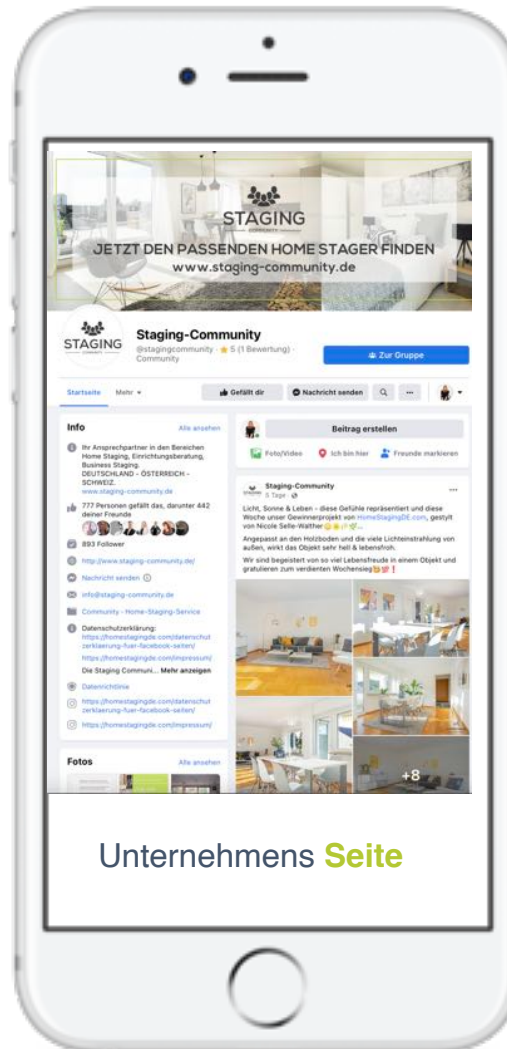 STAGING
COMMUNITY
JETZT DEN PASSENDEN HOME STAGER FINDEN
www.staging-community.de
STAGING
COMMUNITY
Staging-Community
@stagingcommunity · 5 (1 Bewertung) ·
Community
Zur Gruppe
Startseite Mehr
Gefällt dir
Nachricht senden
Info
Alle ansehen
Ihr Ansprechpartner in den Bereichen
Home Staging, Einrichtungsberatung,
Business Staging.
DEUTSCHLAND - ÖSTERREICH -
SCHWEIZ.
www.staging-community.de
777 Personen gefällt das, darunter 442
deiner Freunde
893 Follower
http://www.staging-community.de/
Nachricht senden
info@staging-community.de
Community · Home-Staging-Service
Datenschutzerklärung:
https://homestagingde.com/datenschut
zerklaerung-fuer-facebook-seiten/
https://homestagingde.com/impressum/
Die Staging Communi... Mehr anzeigen
Datenrichtlinie
https://homestagingde.com/datenschut
zerklaerung-fuer-facebook-seiten/
https://homestagingde.com/impressum/
Fotos
Alle ansehen
Beitrag erstellen
Foto/Video
Ich bin hier
Freunde markieren
Staging-Community
5 Tage ·
Licht, Sonne & Leben - diese Gefühle repräsentiert und diese
Woche unser Gewinnerprojekt von HomeStagingDE.com, gestylt
von Nicole Selle-Walther 😊☀️🌿...
Angepasst an den Holzboden und die viele Lichteinstrahlung von
außen, wirkt das Objekt sehr hell & lebensfroh.
Wir sind begeistert von so viel Lebensfreude in einem Objekt und
gratulieren zum verdienten Wochensieg🥳💯❗
+8
Unternehmens Seite